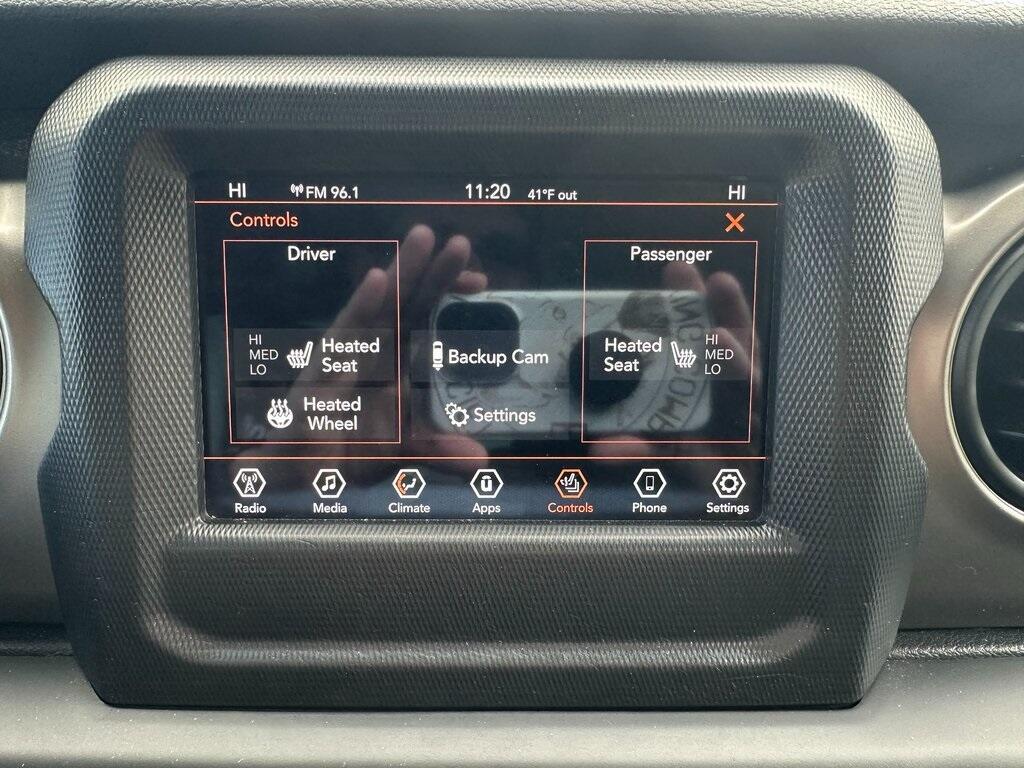 HI FM 96.1 11:20 41°F out HI
Controls
Driver
Passenger
HI
MED
LO
Heated
Seat
Backup Cam
Heated
Seat
HI
MED
LO
Heated
Wheel
Settings
Radio
Media
Climate
Apps
Controls
Phone
Settings